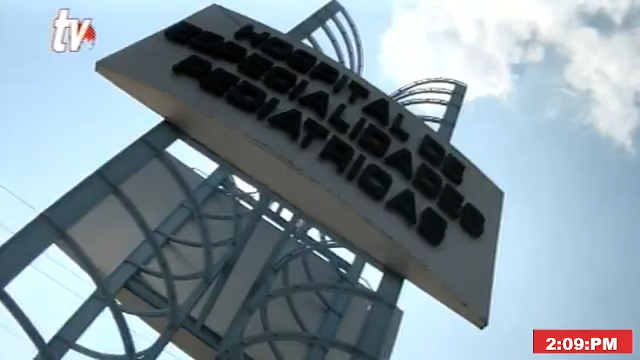 tv
HOSPITAL DE
ESPECIALIDADES
PEDIATRICAS
2:09:PM